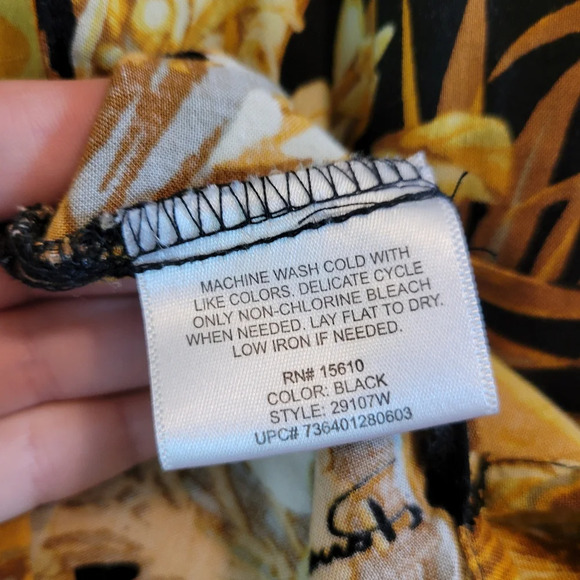 MACHINE WASH COLD WITH
LIKE COLORS. DELICATE CYCLE
ONLY NON-CHLORINE BLEACH
WHEN NEEDED. LAY FLAT TO DRY.
LOW IRON IF NEEDED.
RN# 15610
COLOR: BLACK
STYLE: 29107W
UPC# 736401280603